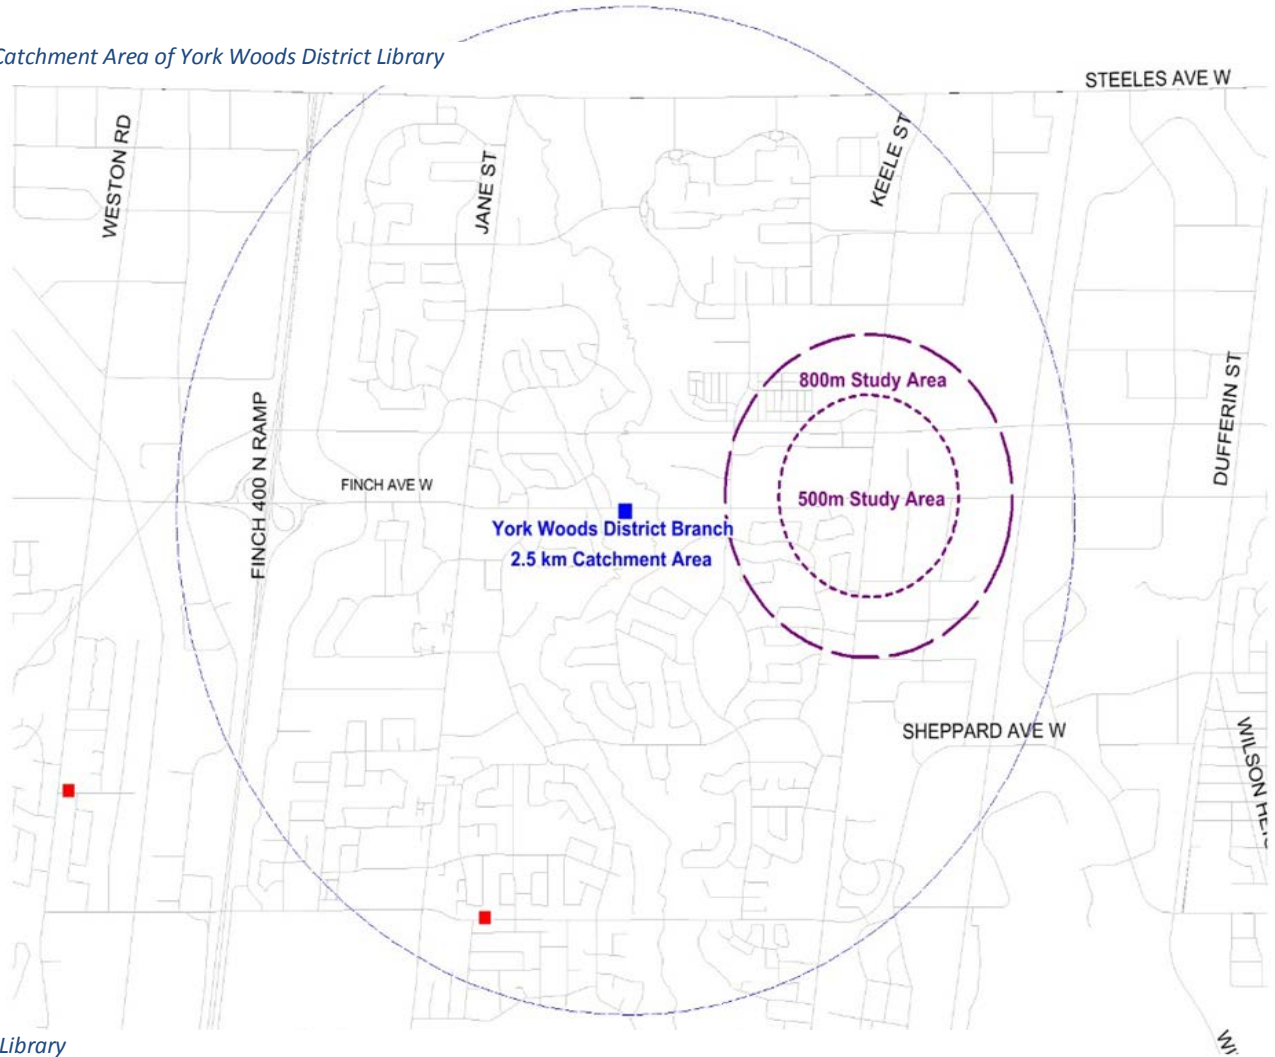 Catchment Area of York Woods District Library
STEELES AVE W
WESTON RD
JANE ST
KEELE ST
800m Study Area
DUFFERIN ST
FINCH 400 N RAMP
FINCH AVE W
500m Study Area
York Woods District Branch
2.5 km Catchment Area
SHEPPARD AVE W
WILSON
Library